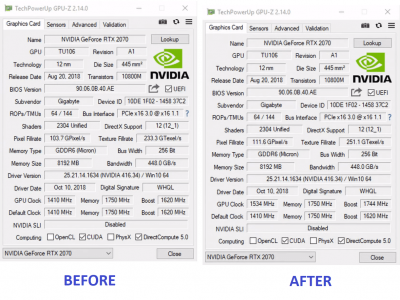 TechPowerUp GPU-Z 2.14.0
Graphics Card Sensors Advanced Validation
Name NVIDIA GeForce RTX 2070 Lookup
GPU TU106 Revision A1
Technology 12 nm Die Size 445 mm²
Release Date Aug 20, 2018 Transistors 10800M
NVIDIA
BIOS Version 90.06.0B.40.AE UEFI
Subvendor Gigabyte Device ID 10DE 1F02 - 1458 37C2
ROPs/TMUs 64 / 144 Bus Interface PCIe x16 3.0 @ x16 1.1 ?
Shaders 2304 Unified DirectX Support 12 (12_1)
Pixel Fillrate 103.7 GPixel/s Texture Fillrate 233.3 GTexel/s
Memory Type GDDR6 (Micron) Bus Width 256 Bit
Memory Size 8192 MB Bandwidth 448.0 GB/s
Driver Version 25.21.14.1634 (NVIDIA 416.34) / Win10 64
Driver Date Oct 10, 2018 Digital Signature WHQL
GPU Clock 1410 MHz Memory 1750 MHz Boost 1620 MHz
Default Clock 1410 MHz Memory 1750 MHz Boost 1620 MHz
NVIDIA SLI Disabled
Computing OpenCL CUDA PhysX DirectCompute 5.0
NVIDIA GeForce RTX 2070 Close
BEFORE
TechPowerUp GPU-Z 2.14.0
Graphics Card Sensors Advanced Validation
Name NVIDIA GeForce RTX 2070 Lookup
GPU TU106 Revision A1
Technology 12 nm Die Size 445 mm²
Release Date Aug 20, 2018 Transistors 10800M
NVIDIA
BIOS Version 90.06.0B.40.AE UEFI
Subvendor Gigabyte Device ID 10DE 1F02 - 1458 37C2
ROPs/TMUs 64 / 144 Bus Interface PCIe x16 3.0 @ x16 1.1 ?
Shaders 2304 Unified DirectX Support 12 (12_1)
Pixel Fillrate 111.6 GPixel/s Texture Fillrate 251.1 GTexel/s
Memory Type GDDR6 (Micron) Bus Width 256 Bit
Memory Size 8192 MB Bandwidth 448.0 GB/s
Driver Version 25.21.14.1634 (NVIDIA 416.34) / Win10 64
Driver Date Oct 10, 2018 Digital Signature WHQL
GPU Clock 1534 MHz Memory 1750 MHz Boost 1744 MHz
Default Clock 1410 MHz Memory 1750 MHz Boost 1620 MHz
NVIDIA SLI Disabled
Computing OpenCL CUDA PhysX DirectCompute 5.0
NVIDIA GeForce RTX 2070 Close
AFTER